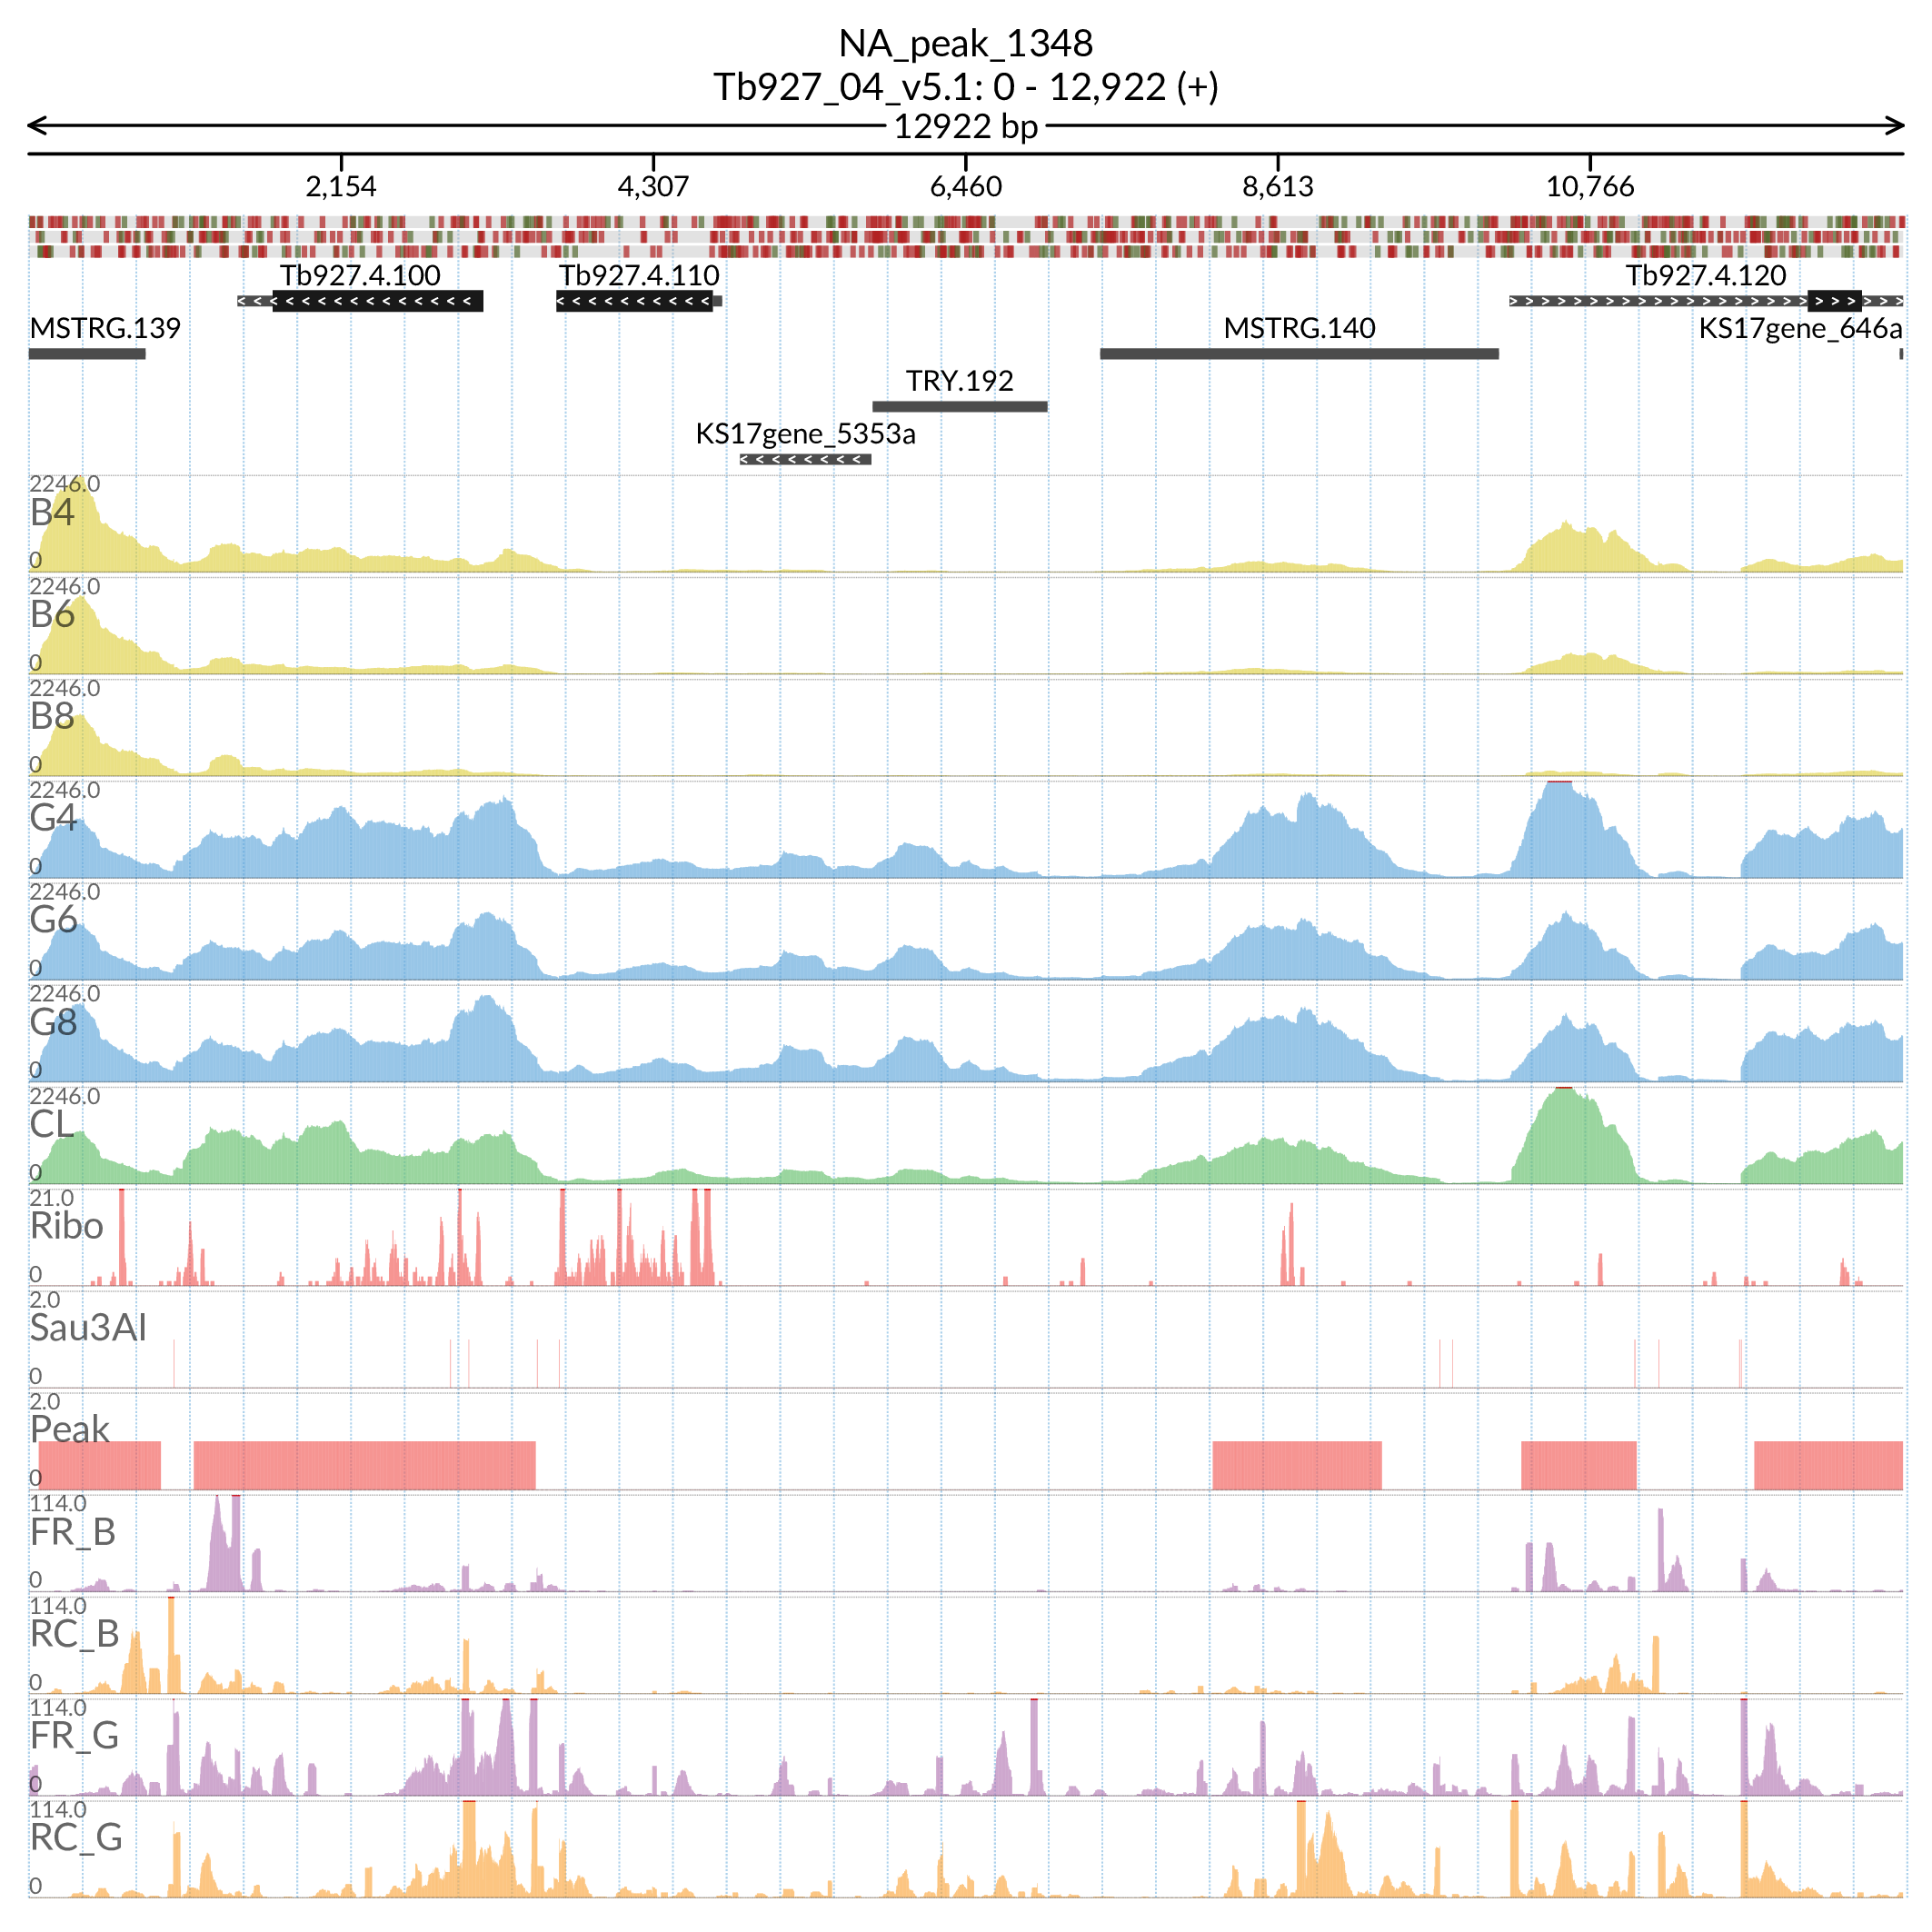 NA_peak_1348
Tb927_04_v5.1: 0 - 12,922 (+)
12922 bp
2,154 4,307 6,460 8,613 10,766
Tb927.4.100 Tb927.4.110 Tb927.4.120
MSTRG.139 MSTRG.140 KS17gene_646a
TRY.192
KS17gene_5353a
2246.0
B4
0
2246.0
B6
0
2246.0
B8
0
2246.0
G4
0
2246.0
G6
0
2246.0
G8
0
2246.0
CL
0
21.0
Ribo
0
2.0
Sau3AI
0
2.0
Peak
0
114.0
FR_B
0
114.0
RC_B
0
114.0
FR_G
0
114.0
RC_G
0